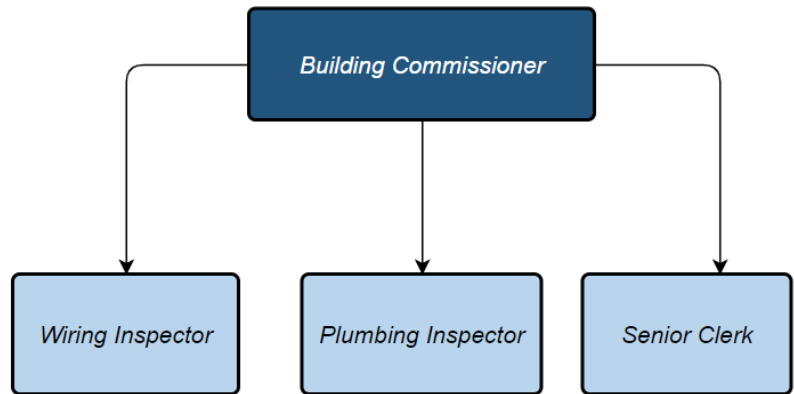 Building Commissioner
Wiring Inspector
Plumbing Inspector
Senior Clerk